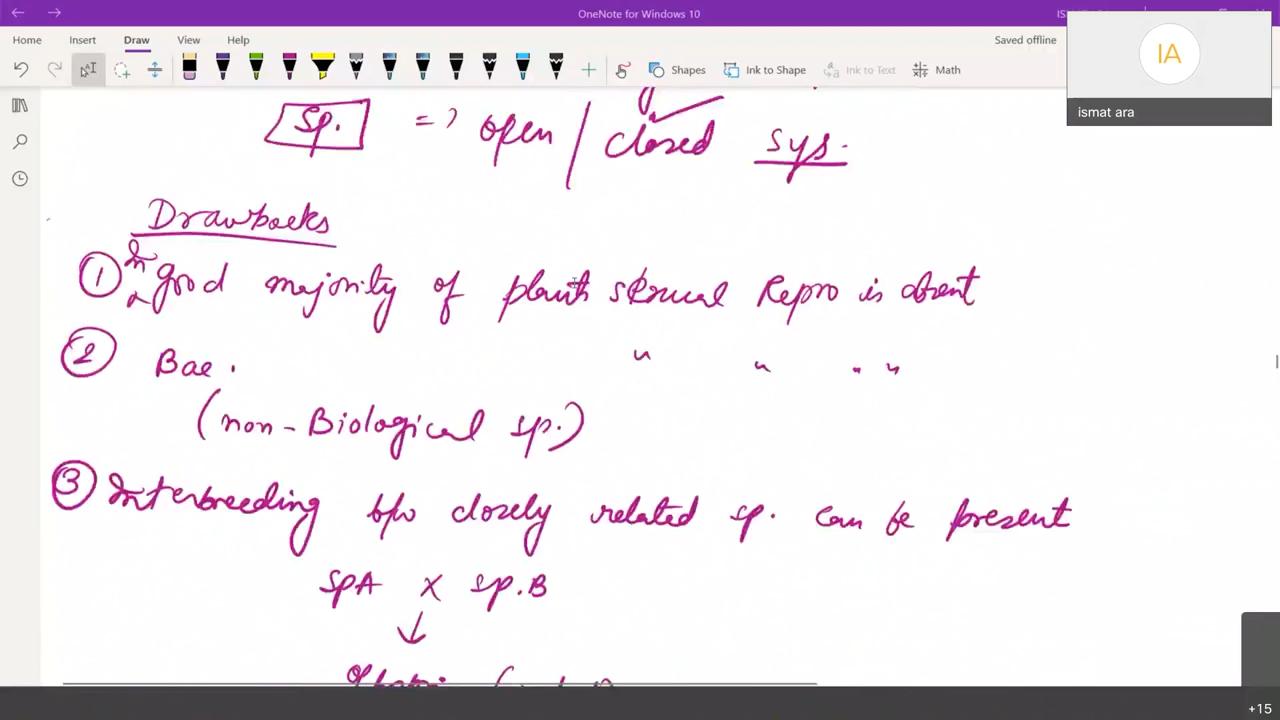 OneNote for Windows 10
Home Insert Draw View Help
Saved offline
IA
ismat ara
Shapes Ink to Shape Ink to Text Math
Sp. => open / closed sys.
Drawbacks
① In a good majority of plants sexual Repro is absent
② Bae. " " " "
(non-Biological sp.)
③ Interbreeding b/w closely related sp. can be present
SpA X sp.B
↓
+15